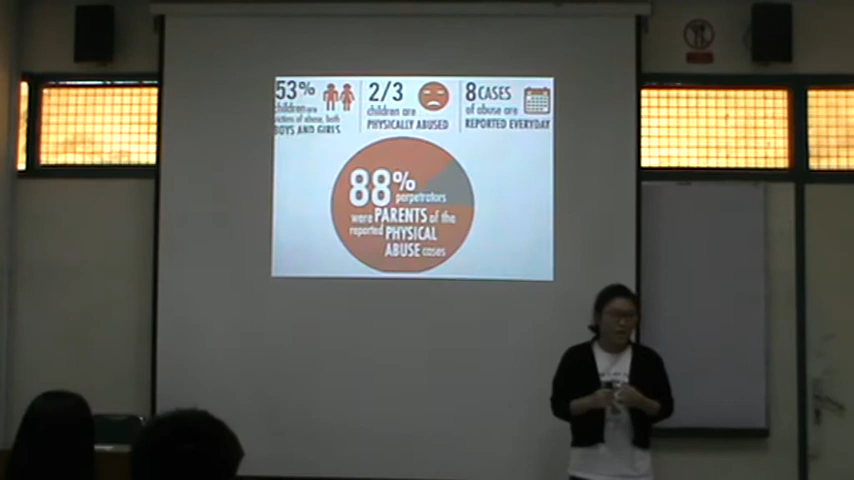 53%
children are
victims of abuse, both
BOYS AND GIRLS
2/3
children are
PHYSICALLY ABUSED
8 CASES
of abuse are
REPORTED EVERYDAY
88%
perpetrators
were PARENTS of the
reported PHYSICAL
ABUSE cases